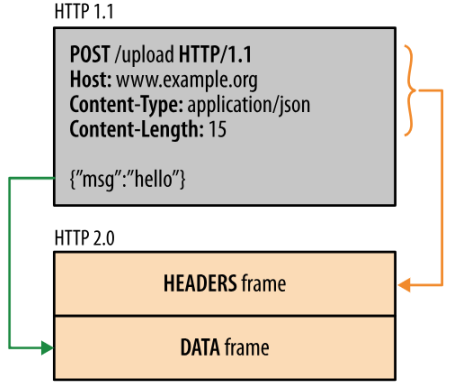 HTTP 1.1
POST /upload HTTP/1.1
Host: www.example.org
Content-Type: application/json
Content-Length: 15
{"msg":"hello"}
HTTP 2.0
HEADERS frame
DATA frame